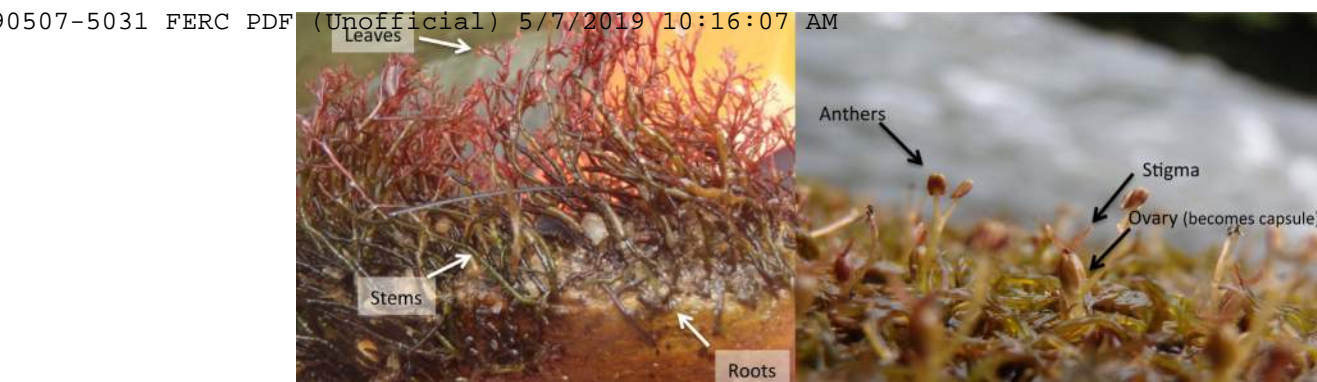 90507-5031 FERC PDF (Unofficial) 5/7/2019 10:16:07 AM
Leaves
Stems
Roots
Anthers
Stigma
Ovary (becomes capsule)